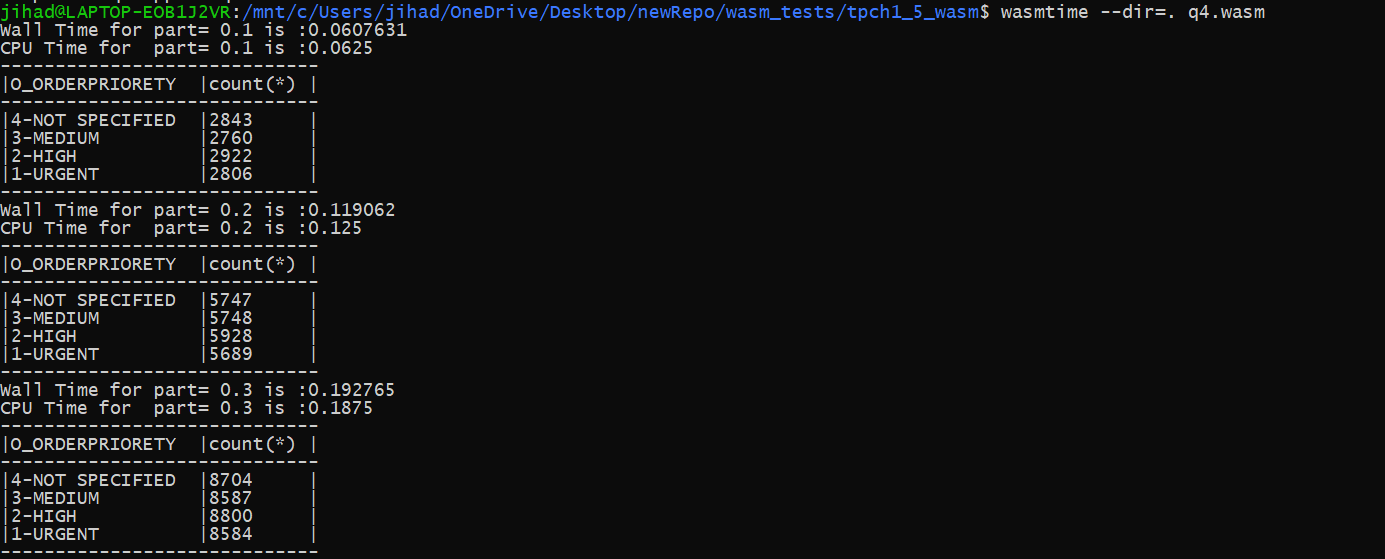 jihad@LAPTOP-EOB1J2VR:/mnt/c/Users/jihad/OneDrive/Desktop/newRepo/wasm_tests/tpch1_5_wasm$ wasmtime --dir=. q4.wasm
Wall Time for part= 0.1 is :0.0607631
CPU Time for  part= 0.1 is :0.0625
-----------------------------
|O_ORDERPRIORETY  |count(*) |
-----------------------------
|4-NOT SPECIFIED  |2843     |
|3-MEDIUM         |2760     |
|2-HIGH           |2922     |
|1-URGENT         |2806     |
-----------------------------
Wall Time for part= 0.2 is :0.119062
CPU Time for  part= 0.2 is :0.125
-----------------------------
|O_ORDERPRIORETY  |count(*) |
-----------------------------
|4-NOT SPECIFIED  |5747     |
|3-MEDIUM         |5748     |
|2-HIGH           |5928     |
|1-URGENT         |5689     |
-----------------------------
Wall Time for part= 0.3 is :0.192765
CPU Time for  part= 0.3 is :0.1875
-----------------------------
|O_ORDERPRIORETY  |count(*) |
-----------------------------
|4-NOT SPECIFIED  |8704     |
|3-MEDIUM         |8587     |
|2-HIGH           |8800     |
|1-URGENT         |8584     |
-----------------------------